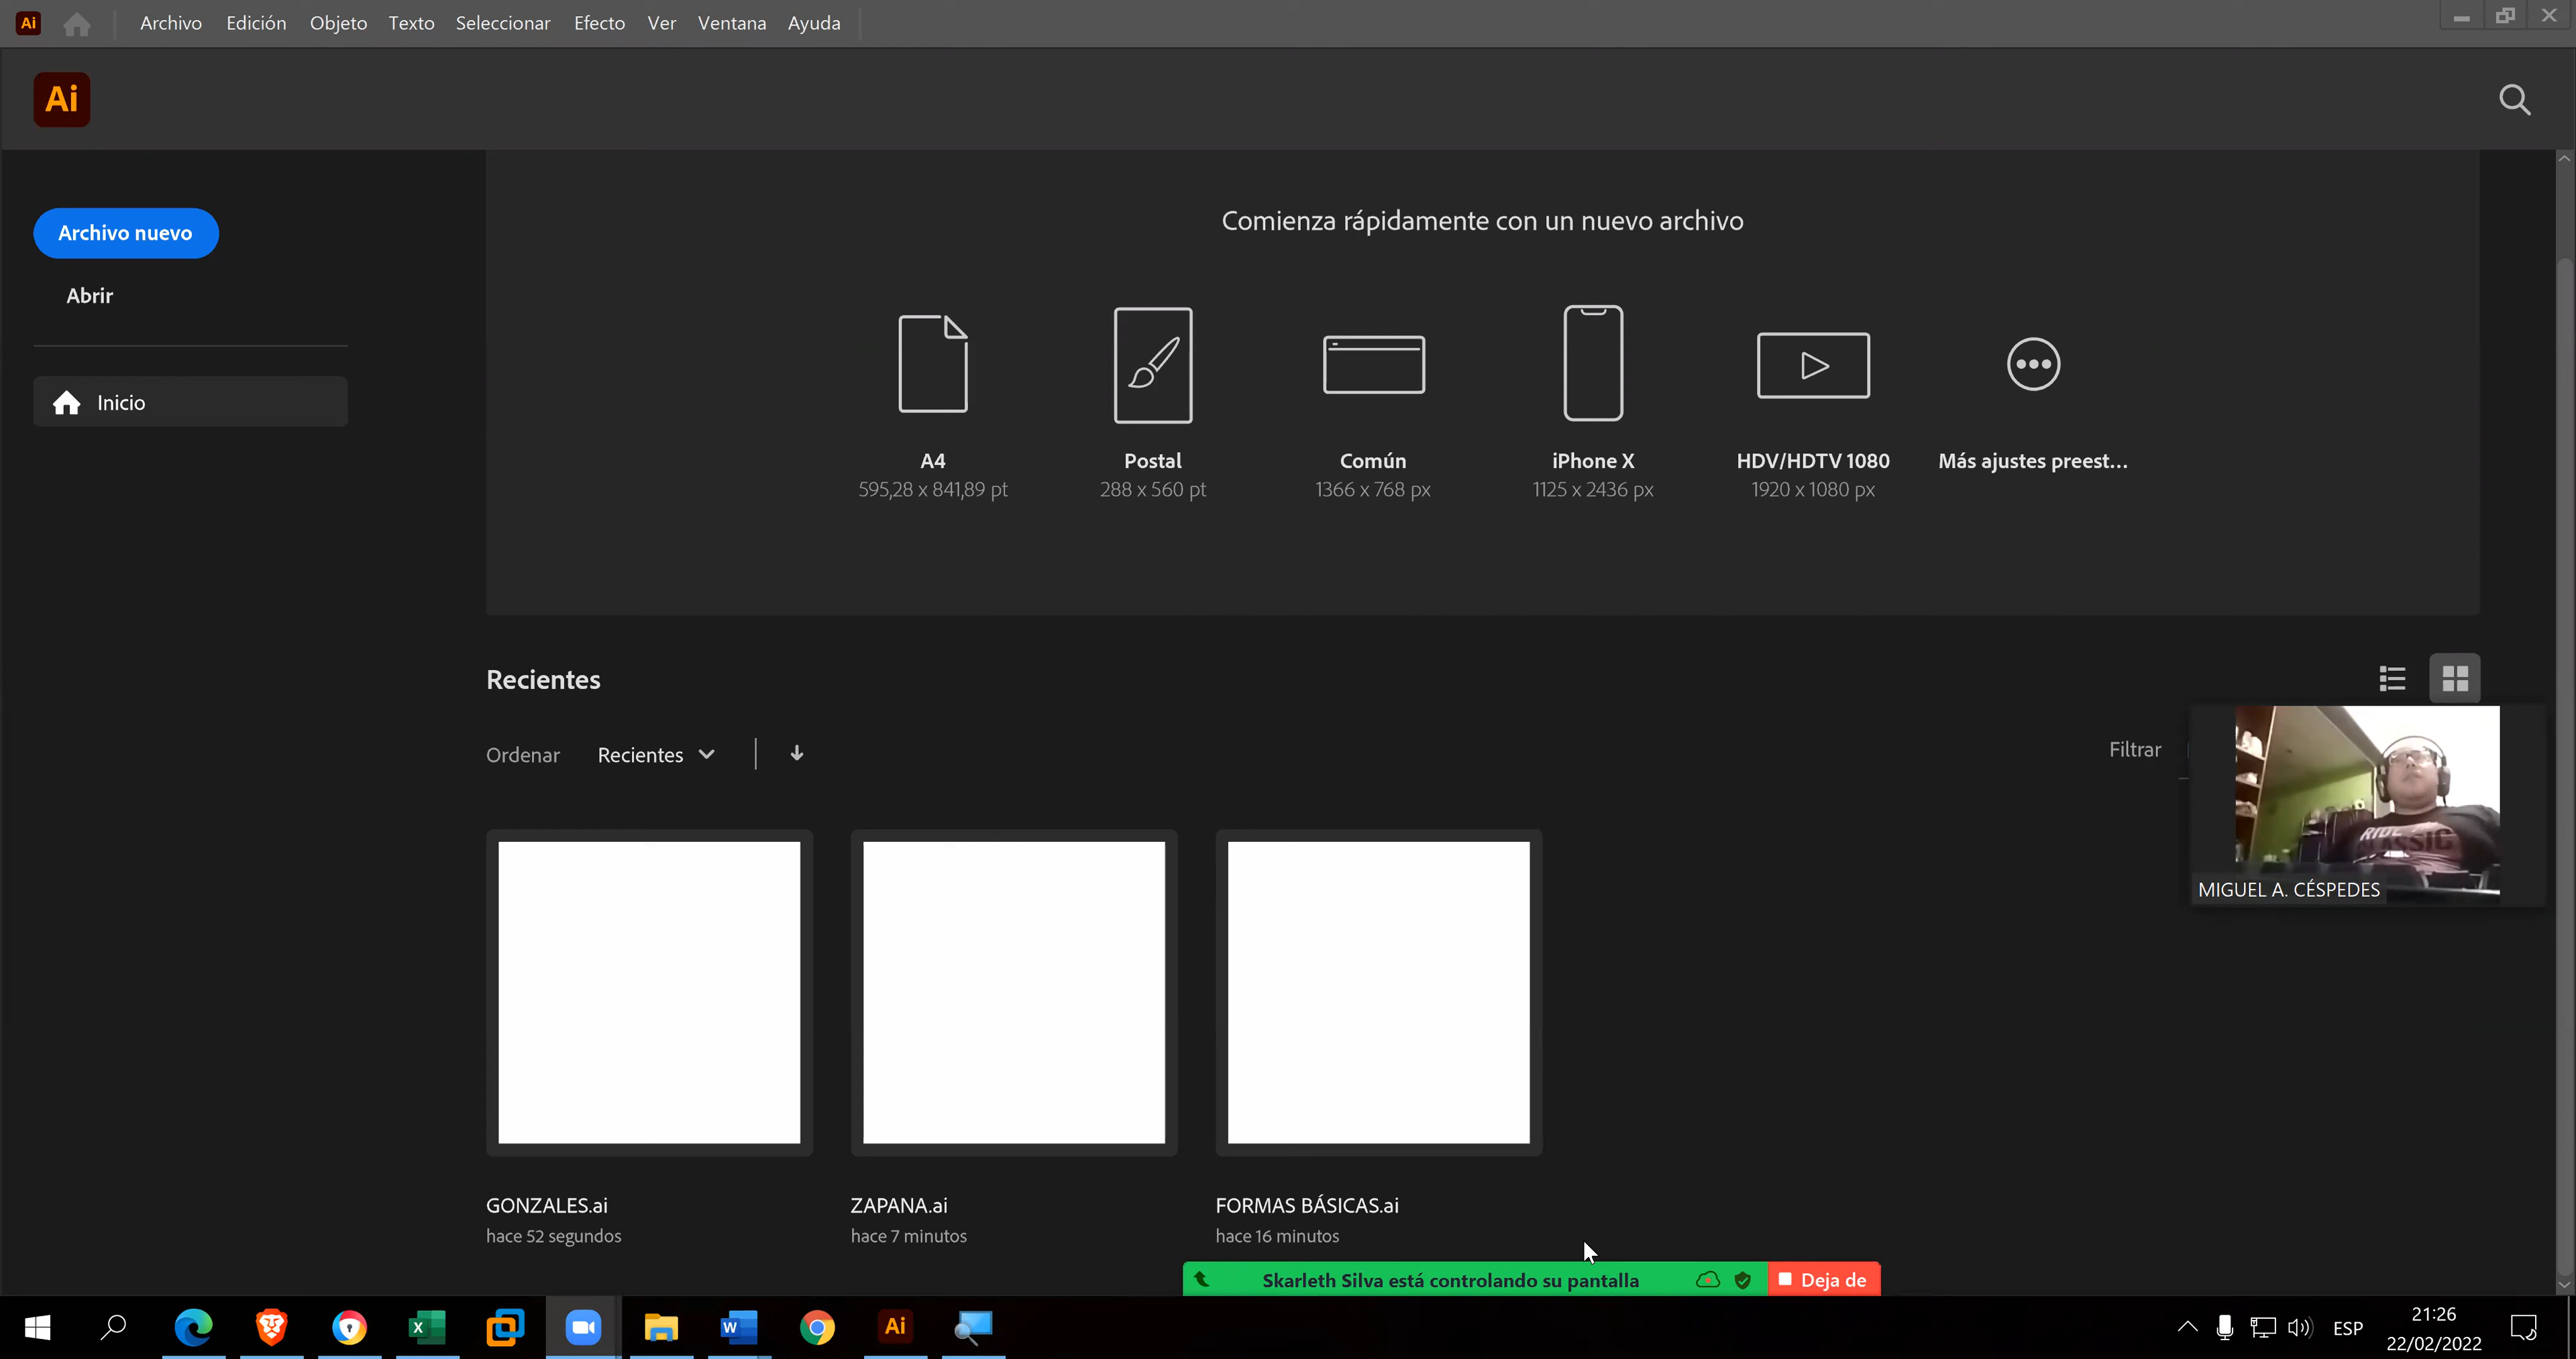 Ai Archivo Edición Objeto Texto Seleccionar Efecto Ver Ventana Ayuda
Ai
Archivo nuevo
Abrir
Inicio
Comienza rápidamente con un nuevo archivo
A4
595,28 x 841,89 pt
Postal
288 x 560 pt
Común
1366 x 768 px
iPhone X
1125 x 2436 px
HDV/HDTV 1080
1920 x 1080 px
Más ajustes preest...
Recientes
Ordenar Recientes
Filtrar
MIGUEL A. CÉSPEDES
GONZALES.ai
hace 52 segundos
ZAPANA.ai
hace 7 minutos
FORMAS BÁSICAS.ai
hace 16 minutos
Skarleth Silva está controlando su pantalla
Deja de
Ai
ESP
21:26
22/02/2022